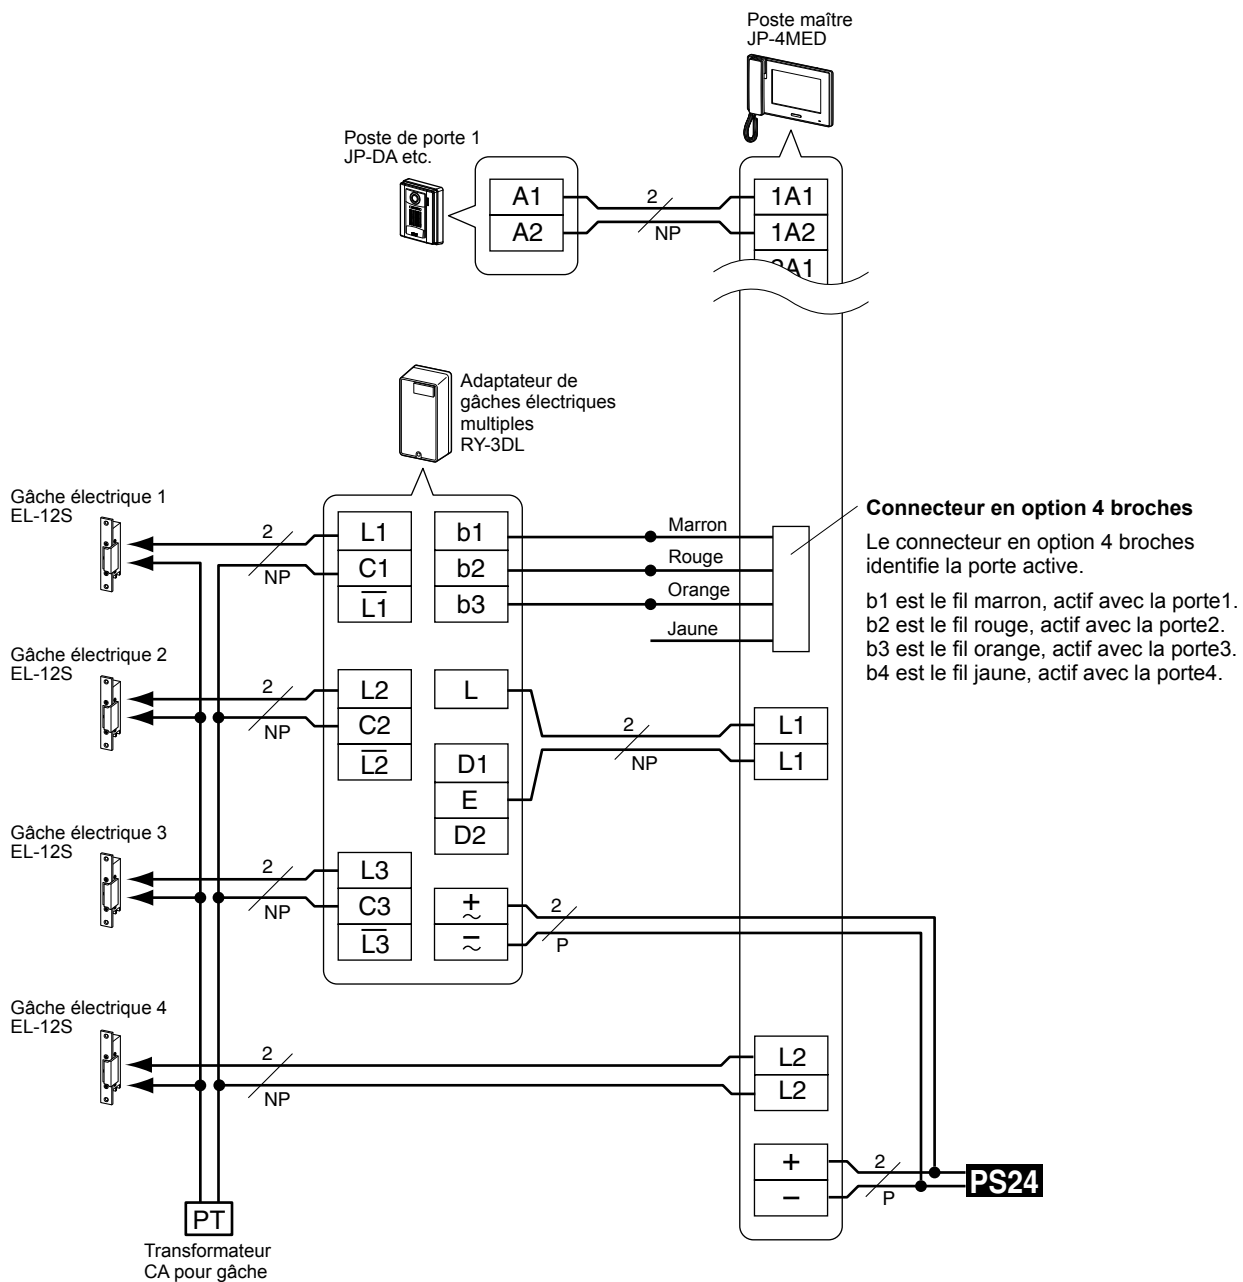 Poste maître
JP-4MED
Poste de porte 1
JP-DA etc.
A1
A2
2
NP
1A1
1A2
2A1
Adaptateur de
gâches électriques
multiples
RY-3DL
Gâche électrique 1
EL-12S
2
NP
L1
C1
L1
b1
b2
b3
Marron
Rouge
Orange
Jaune
Connecteur en option 4 broches
Le connecteur en option 4 broches
identifie la porte active.
b1 est le fil marron, actif avec la porte1.
b2 est le fil rouge, actif avec la porte2.
b3 est le fil orange, actif avec la porte3.
b4 est le fil jaune, actif avec la porte4.
Gâche électrique 2
EL-12S
2
NP
L2
C2
L2
L
D1
E
D2
2
NP
L1
L1
Gâche électrique 3
EL-12S
2
NP
L3
C3
L3
+
~
−
~
2
P
Gâche électrique 4
EL-12S
2
NP
L2
L2
+
−
2
P
PS24
PT
Transformateur
CA pour gâche